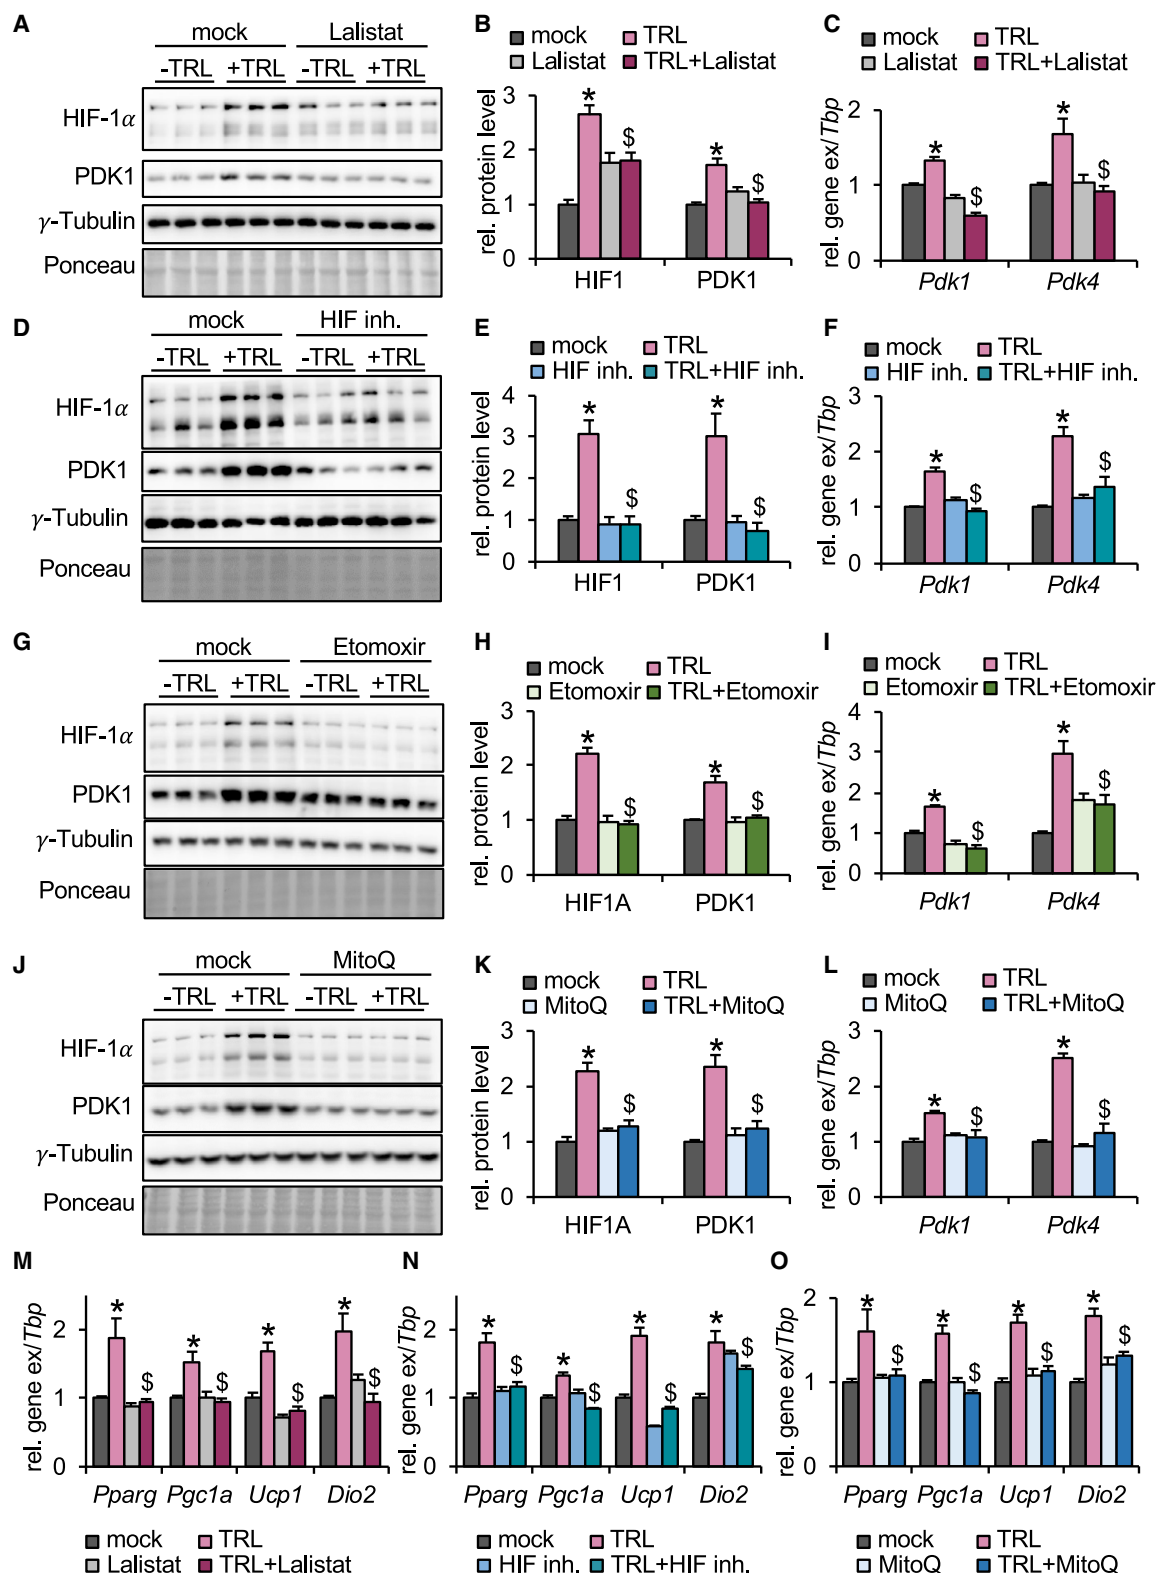 A
mock Lalistat
-TRL +TRL -TRL +TRL
HIF-1α
PDK1
γ-Tubulin
Ponceau
B
mock TRL
Lalistat TRL+Lalistat
rel. protein level
3
2
1
0
* $ * $
HIF1 PDK1
C
mock TRL
Lalistat TRL+Lalistat
rel. gene ex/Tbp
2
1
0
* $ * $
Pdk1 Pdk4
D
mock HIF inh.
-TRL +TRL -TRL +TRL
HIF-1α
PDK1
γ-Tubulin
Ponceau
E
mock TRL
HIF inh. TRL+HIF inh.
rel. protein level
4
3
2
1
0
* $ * $
HIF1 PDK1
F
mock TRL
HIF inh. TRL+HIF inh.
rel. gene ex/Tbp
3
2
1
0
* $ * $
Pdk1 Pdk4
G
mock Etomoxir
-TRL +TRL -TRL +TRL
HIF-1α
PDK1
γ-Tubulin
Ponceau
H
mock TRL
Etomoxir TRL+Etomoxir
rel. protein level
3
2
1
0
* $ * $
HIF1A PDK1
I
mock TRL
Etomoxir TRL+Etomoxir
rel. gene ex/Tbp
4
3
2
1
0
* $ * $
Pdk1 Pdk4
J
mock MitoQ
-TRL +TRL -TRL +TRL
HIF-1α
PDK1
γ-Tubulin
Ponceau
K
mock TRL
MitoQ TRL+MitoQ
rel. protein level
3
2
1
0
* $ * $
HIF1A PDK1
L
mock TRL
MitoQ TRL+MitoQ
rel. gene ex/Tbp
3
2
1
0
* $ * $
Pdk1 Pdk4
M
rel. gene ex/Tbp
2
1
0
* $ * $ * $ * $
Pparg Pgc1a Ucp1 Dio2
mock TRL
Lalistat TRL+Lalistat
N
rel. gene ex/Tbp
2
1
0
* $ * $ * $ * $
Pparg Pgc1a Ucp1 Dio2
mock TRL
HIF inh. TRL+HIF inh.
O
rel. gene ex/Tbp
2
1
0
* $ * $ * $ * $
Pparg Pgc1a Ucp1 Dio2
mock TRL
MitoQ TRL+MitoQ